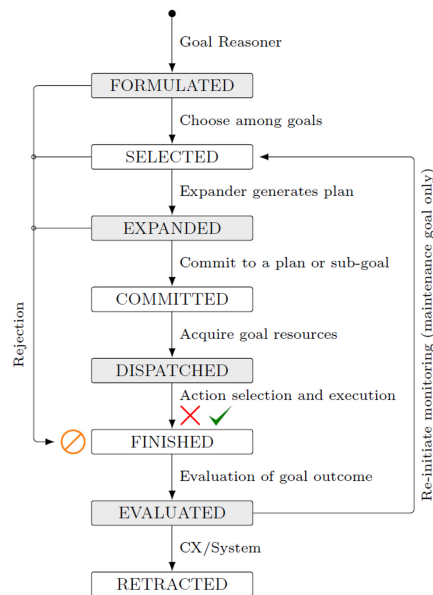 Goal Reasoner
FORMULATED
Choose among goals
SELECTED
Expander generates plan
EXPANDED
Commit to a plan or sub-goal
COMMITTED
Acquire goal resources
DISPATCHED
Action selection and execution
FINISHED
Evaluation of goal outcome
EVALUATED
CX/System
RETRACTED
Rejection
Re-initiate monitoring (maintenance goal only)